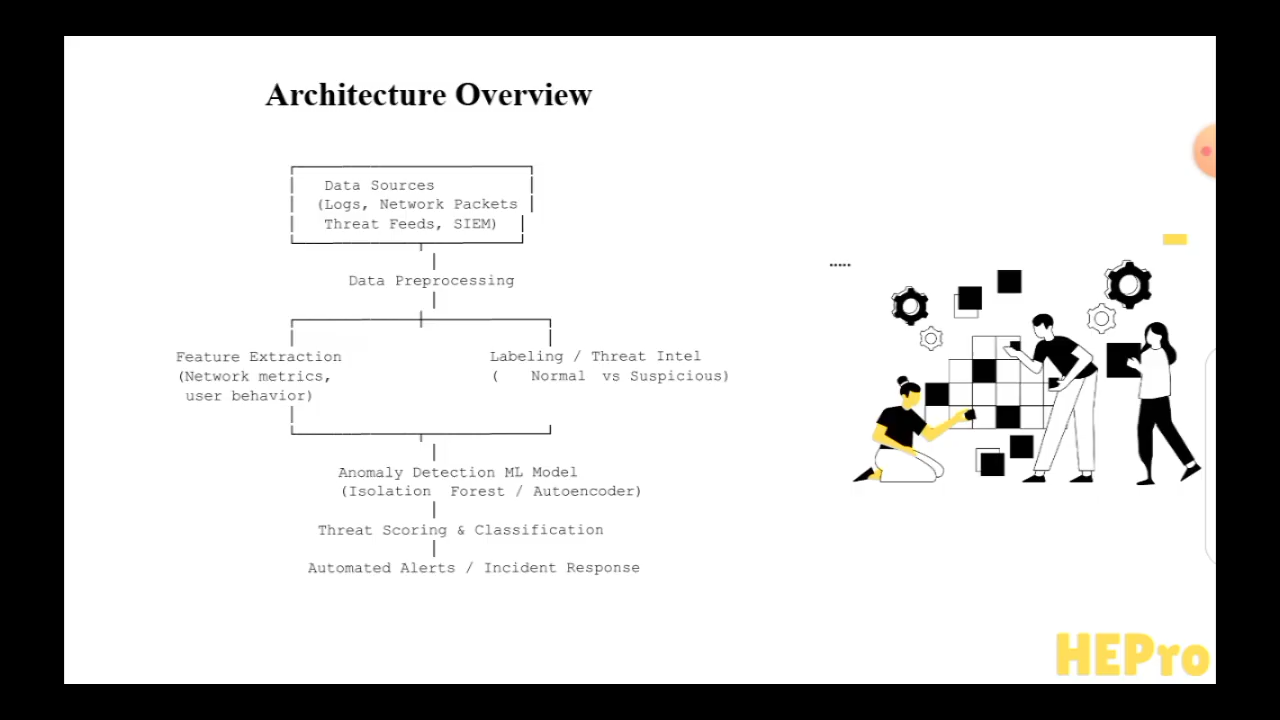 Architecture Overview
Data Sources
(Logs, Network Packets
Threat Feeds, SIEM)
Data Preprocessing
Feature Extraction
(Network metrics,
user behavior)
Labeling / Threat Intel
( Normal vs Suspicious)
Anomaly Detection ML Model
(Isolation Forest / Autoencoder)
Threat Scoring & Classification
Automated Alerts / Incident Response
HEPro